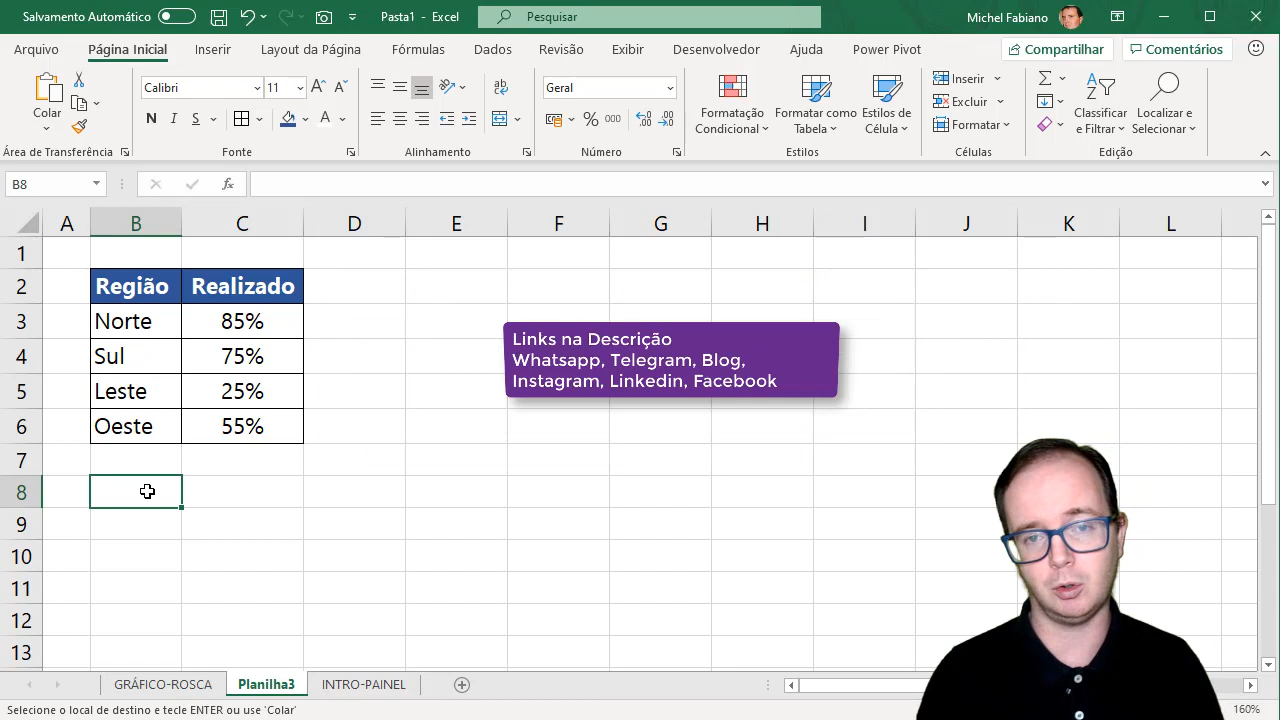 Salvamento Automático
Pasta1 - Excel
Pesquisar
Michel Fabiano
Arquivo
Página Inicial
Inserir
Layout da Página
Fórmulas
Dados
Revisão
Exibir
Desenvolvedor
Ajuda
Power Pivot
Compartilhar
Comentários
Colar
Área de Transferência
Calibri
11
N
I
S
Fonte
Alinhamento
Geral
%
000
Número
Formatação
Condicional
Formatar como
Tabela
Estilos de
Célula
Estilos
Inserir
Excluir
Formatar
Células
Classificar
e Filtrar
Localizar e
Selecionar
Edição
B8
fx
A B C D E F G H I J K L
1
2 Região Realizado
3 Norte 85%
4 Sul 75%
5 Leste 25%
6 Oeste 55%
7
8
9
10
11
12
13
Links na Descrição
Whatsapp, Telegram, Blog,
Instagram, Linkedin, Facebook
GRÁFICO-ROSCA
Planilha3
INTRO-PAINEL
Selecione o local de destino e tecle ENTER ou use 'Colar'
160%